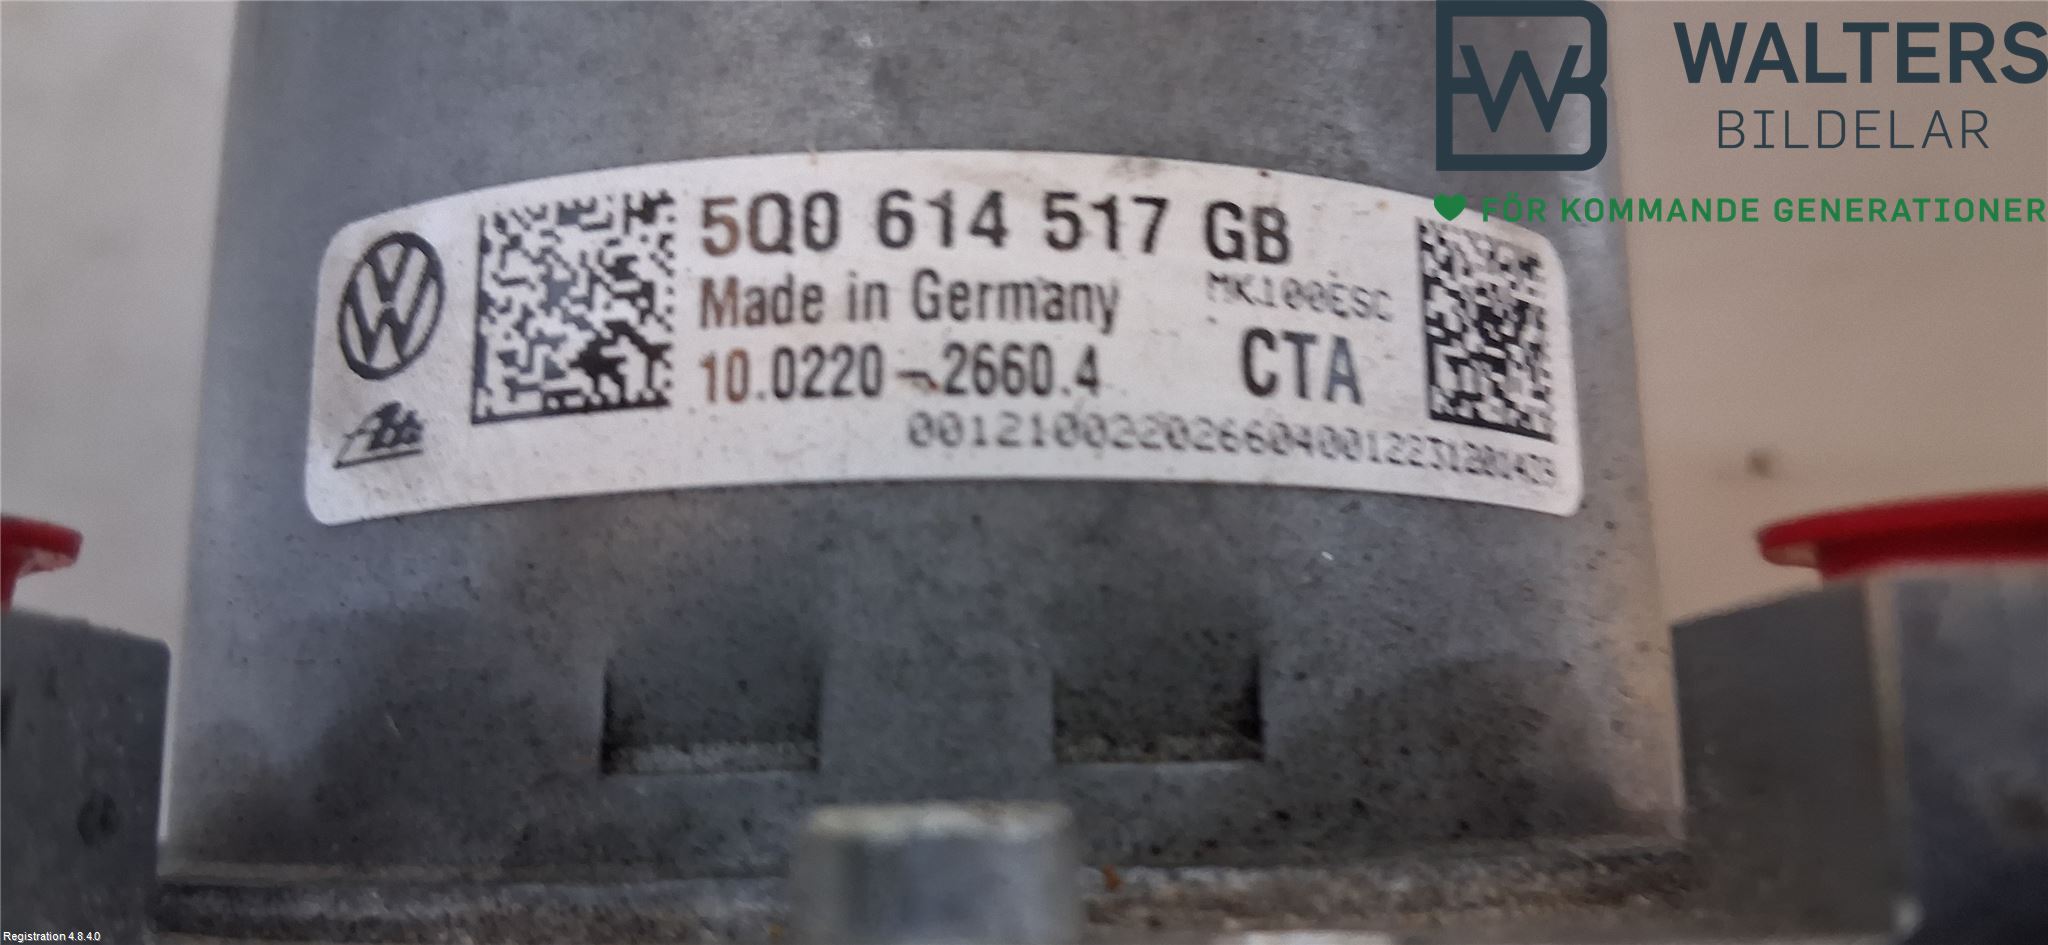 WALTERS
BILDELAR
FÖR KOMMANDE GENERATIONER
5Q0 614 517 GB
Made in Germany
MK100ESC
10.0220-2660.4
CTA
Ate
Registration 4.8.4.0